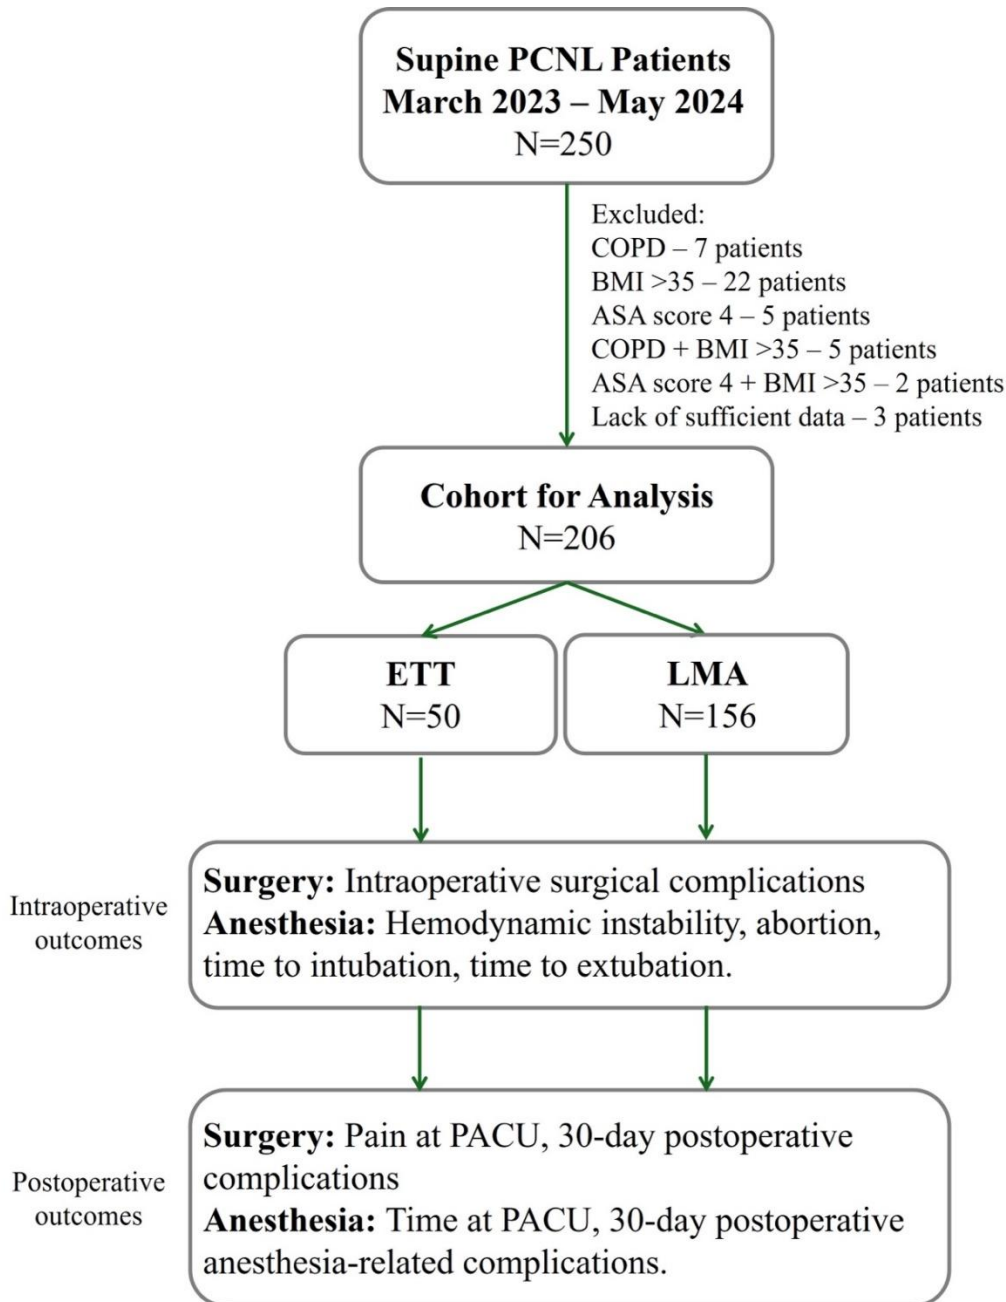 Supine PCNL Patients
March 2023 – May 2024
N=250
Excluded:
COPD – 7 patients
BMI >35 – 22 patients
ASA score 4 – 5 patients
COPD + BMI >35 – 5 patients
ASA score 4 + BMI >35 – 2 patients
Lack of sufficient data – 3 patients
Cohort for Analysis
N=206
ETT
N=50
LMA
N=156
Intraoperative
outcomes
Surgery: Intraoperative surgical complications
Anesthesia: Hemodynamic instability, abortion,
time to intubation, time to extubation.
Postoperative
outcomes
Surgery: Pain at PACU, 30-day postoperative
complications
Anesthesia: Time at PACU, 30-day postoperative
anesthesia-related complications.